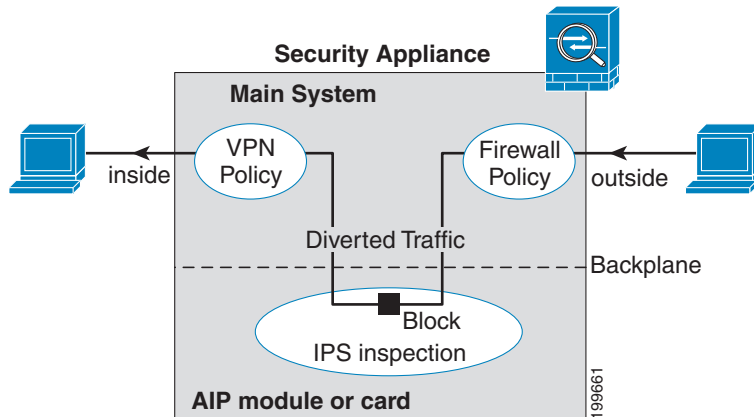 Security Appliance
Main System
VPN
Policy
Firewall
Policy
inside
outside
Diverted Traffic
Backplane
Block
IPS inspection
AIP module or card
199661